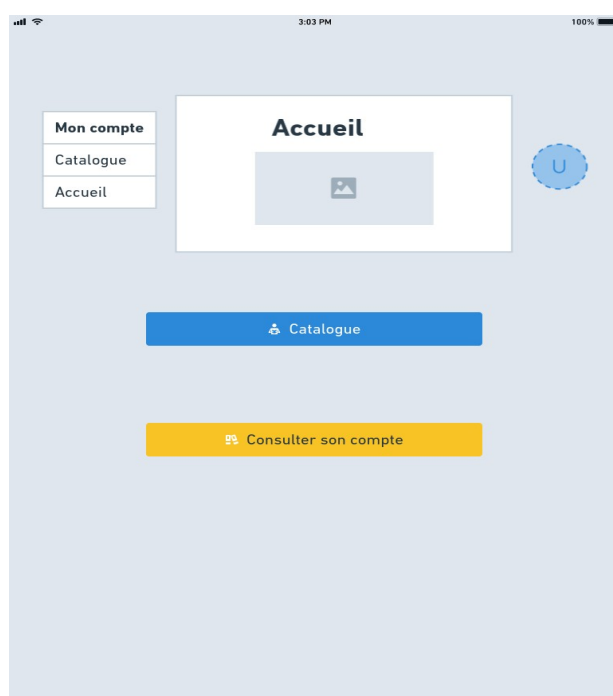 3:03 PM
100%
Mon compte
Catalogue
Accueil
Accueil
U
Catalogue
Consulter son compte